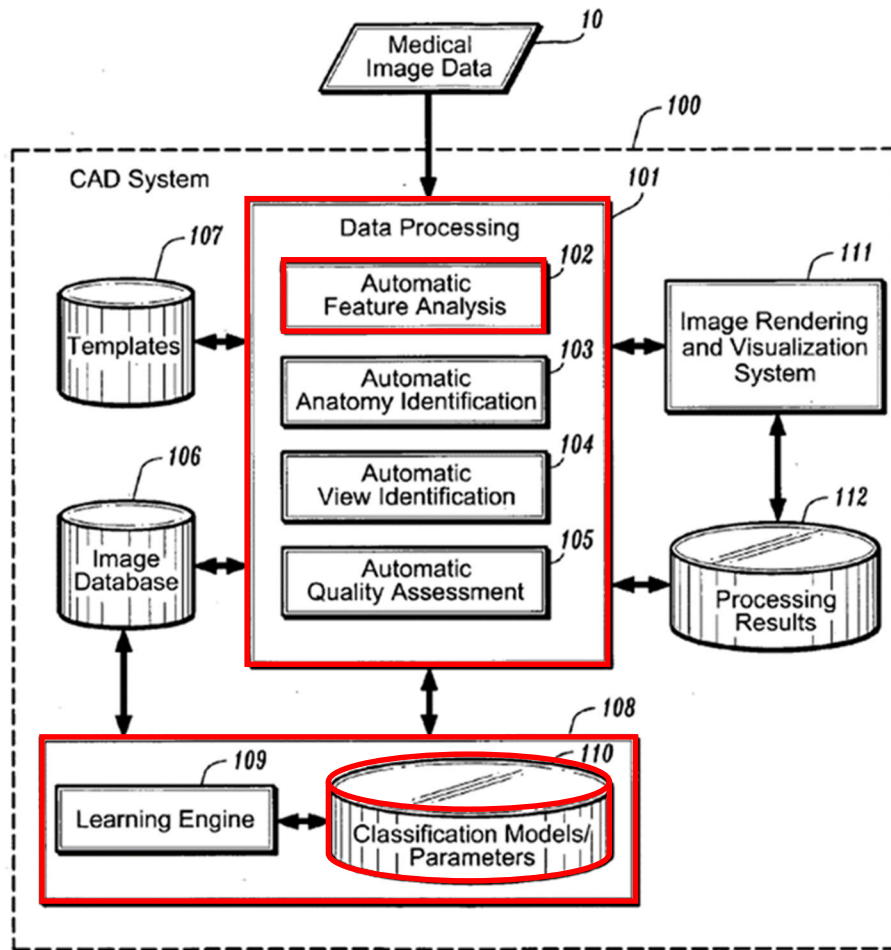 10
Medical
Image Data
100
CAD System
101
Data Processing
107
102
Automatic
Feature Analysis
111
Templates
Image Rendering
and Visualization
System
103
Automatic
Anatomy Identification
106
104
Automatic
View Identification
112
Image
Database
105
Automatic
Quality Assessment
Processing
Results
108
109
110
Learning Engine
Classification Models/
Parameters